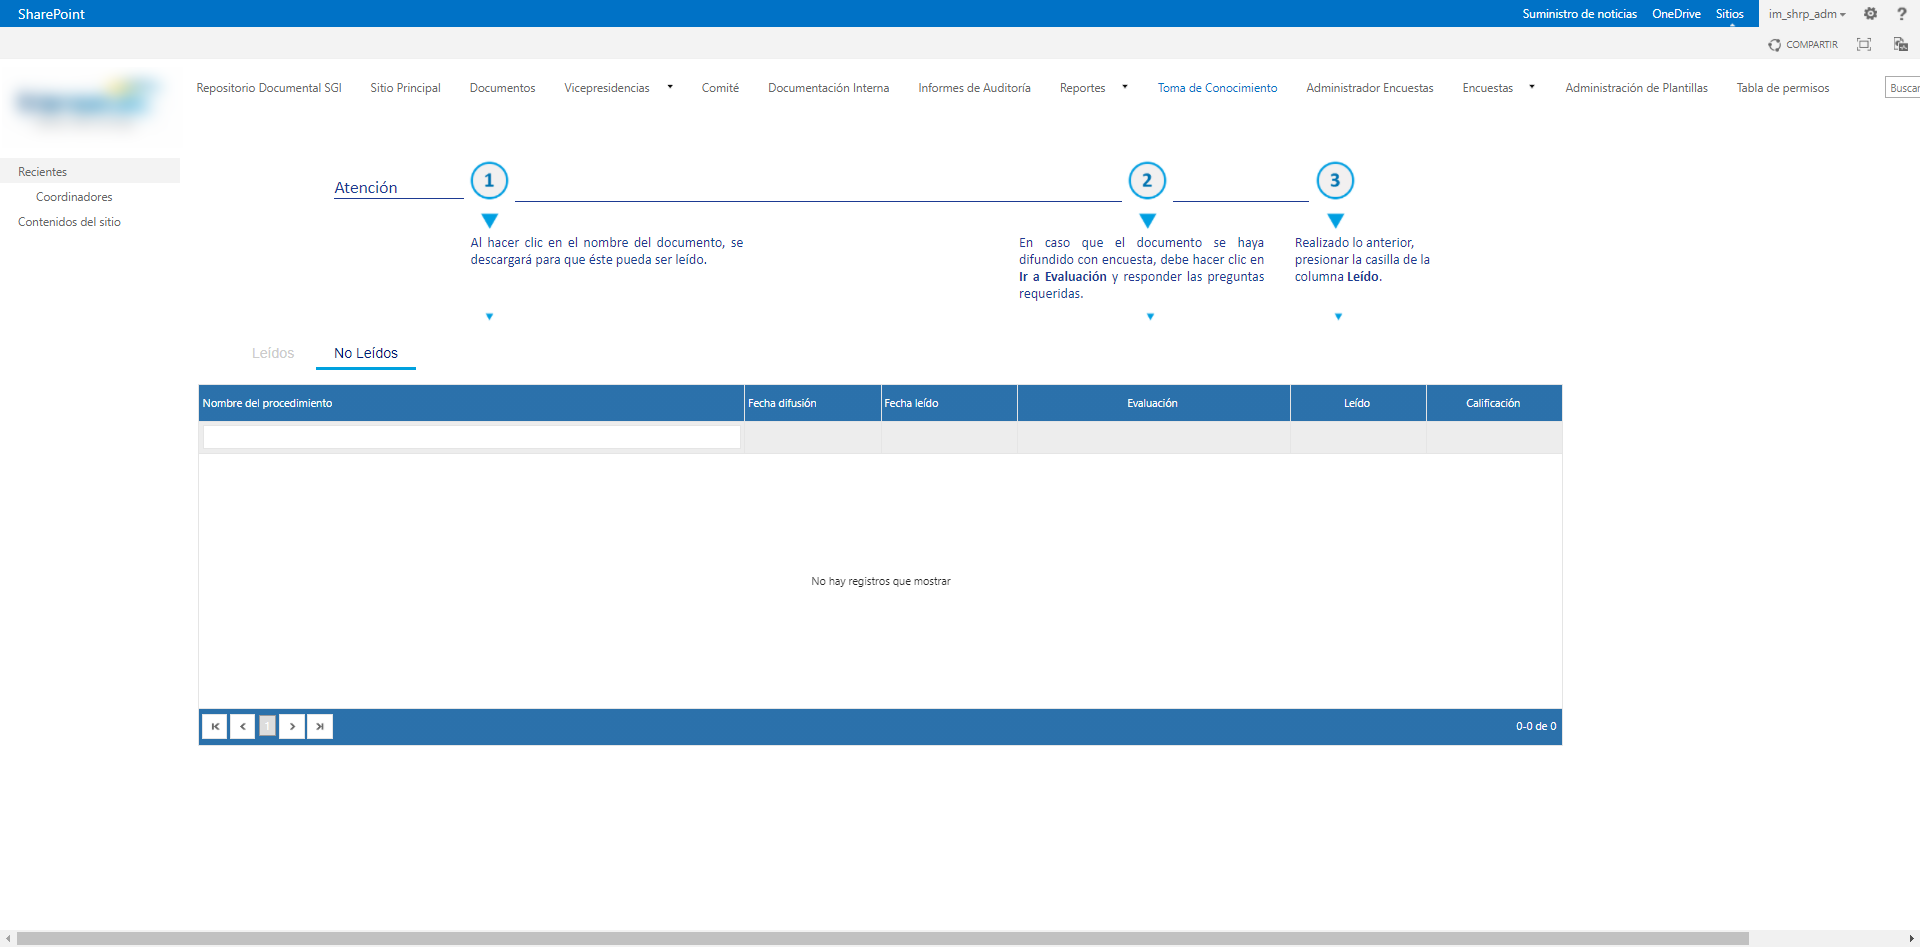 SharePoint
Suministro de noticias OneDrive Sitios im_shrp_adm ?
COMPARTIR
Repositorio Documental SGI Sitio Principal Documentos Vicepresidencias Comité Documentación Interna Informes de Auditoría Reportes Toma de Conocimiento Administrador Encuestas Encuestas Administración de Plantillas Tabla de permisos Buscar
Recientes
Coordinadores
Contenidos del sitio
Atención 1 2 3
Al hacer clic en el nombre del documento, se
descargará para que éste pueda ser leído.
En caso que el documento se haya
difundido con encuesta, debe hacer clic en
Ir a Evaluación y responder las preguntas
requeridas.
Realizado lo anterior,
presionar la casilla de la
columna Leído.
Leídos No Leídos
Nombre del procedimiento Fecha difusión Fecha leído Evaluación Leído Calificación
No hay registros que mostrar
1 0-0 de 0